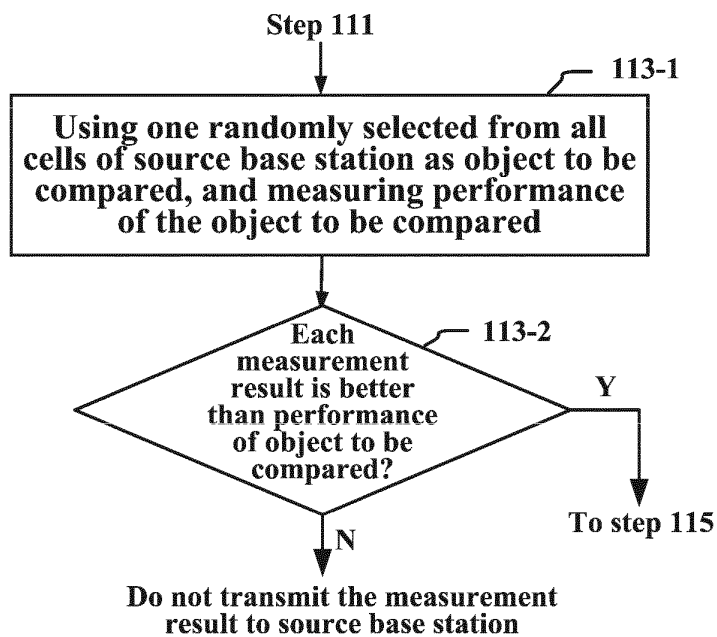 Step 111
113-1
Using one randomly selected from all
cells of source base station as object to be
compared, and measuring performance
of the object to be compared
113-2
Each
measurement
result is better
than performance
of object to be
compared?
Y
To step 115
N
Do not transmit the measurement
result to source base station